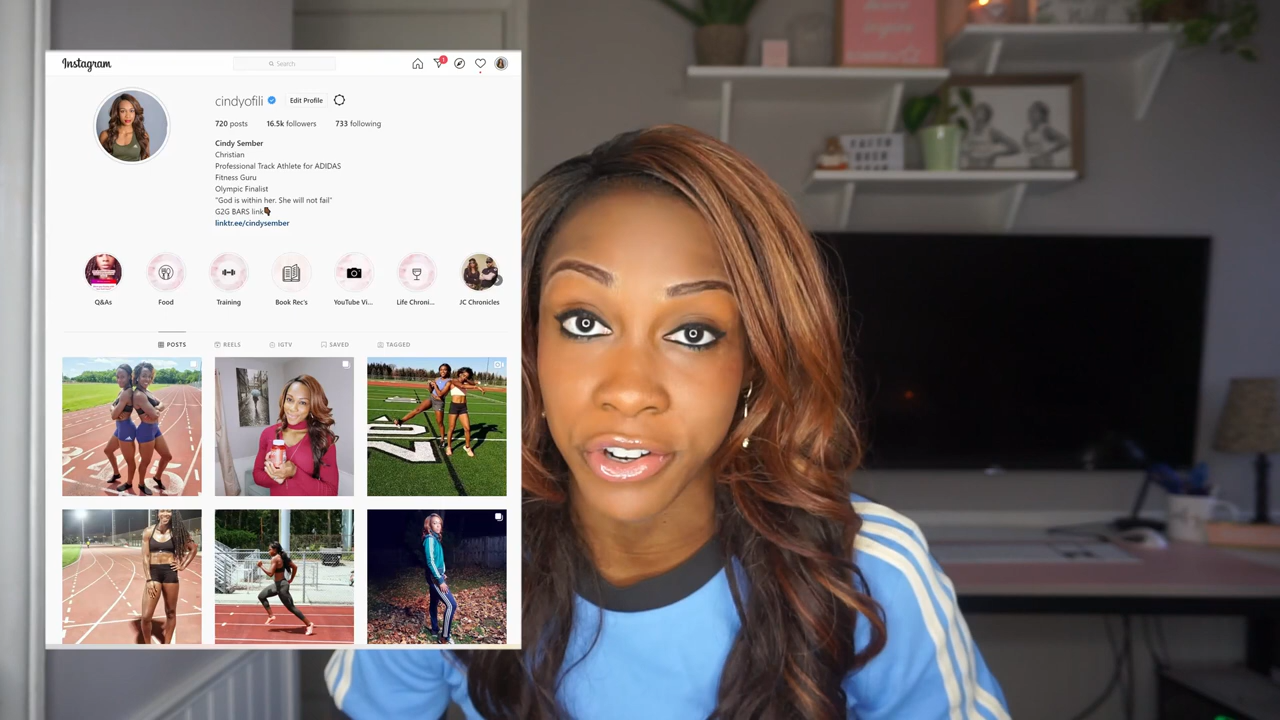 Instagram
Search
1
cindyofili
Edit Profile
720 posts 16.5k followers 733 following
Cindy Sember
Christian
Professional Track Athlete for ADIDAS
Fitness Guru
Olympic Finalist
"God is within her. She will not fail"
G2G BARS link
linktr.ee/cindysember
Q&As Food Training Book Rec's YouTube Vi... Life Chroni... JC Chronicles
POSTS REELS IGTV SAVED TAGGED
FAITH